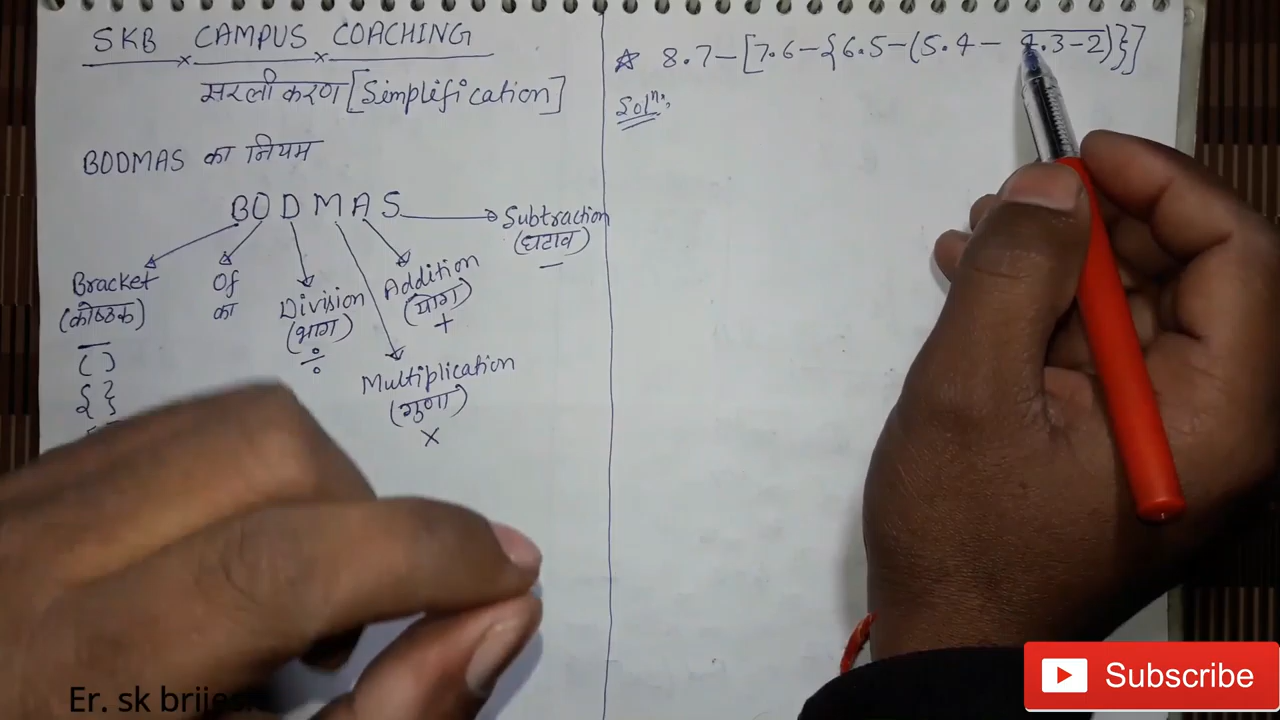 SKB CAMPUS COACHING
सरलीकरण [Simplification]
BODMAS का नियम
BODMAS
Subtraction
(घटाव)
−
Bracket
(कोष्ठक)
Of
का
Division
(भाग)
÷
Addition
(योग)
+
Multiplication
(गुणा)
×
()
{}
☆ 8.7-[7.6-{6.5-(5.4- 4.3-2)}]
Solⁿ:
Er. sk
Subscribe